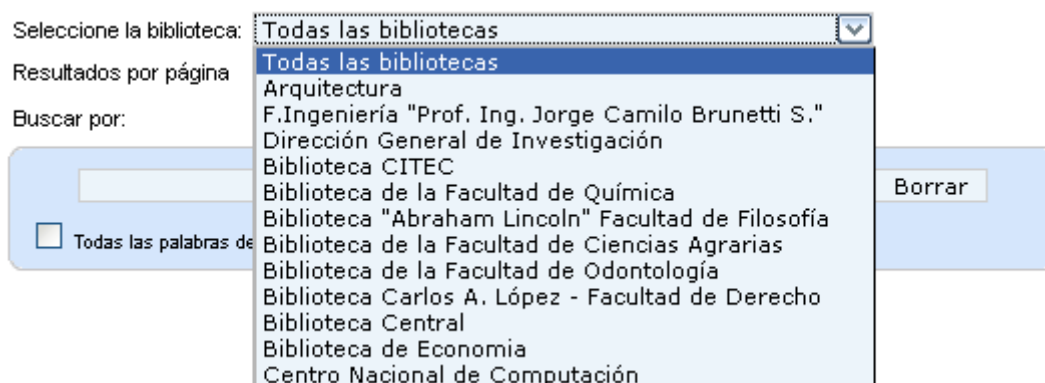 Seleccione la biblioteca: Todas las bibliotecas
Todas las bibliotecas
Resultados por página
Arquitectura
F.Ingeniería "Prof. Ing. Jorge Camilo Brunetti S."
Buscar por:
Dirección General de Investigación
Biblioteca CITEC
Biblioteca de la Facultad de Química
Borrar
Biblioteca "Abraham Lincoln" Facultad de Filosofía
Todas las palabras de
Biblioteca de la Facultad de Ciencias Agrarias
Biblioteca de la Facultad de Odontología
Biblioteca Carlos A. López - Facultad de Derecho
Biblioteca Central
Biblioteca de Economia
Centro Nacional de Computación